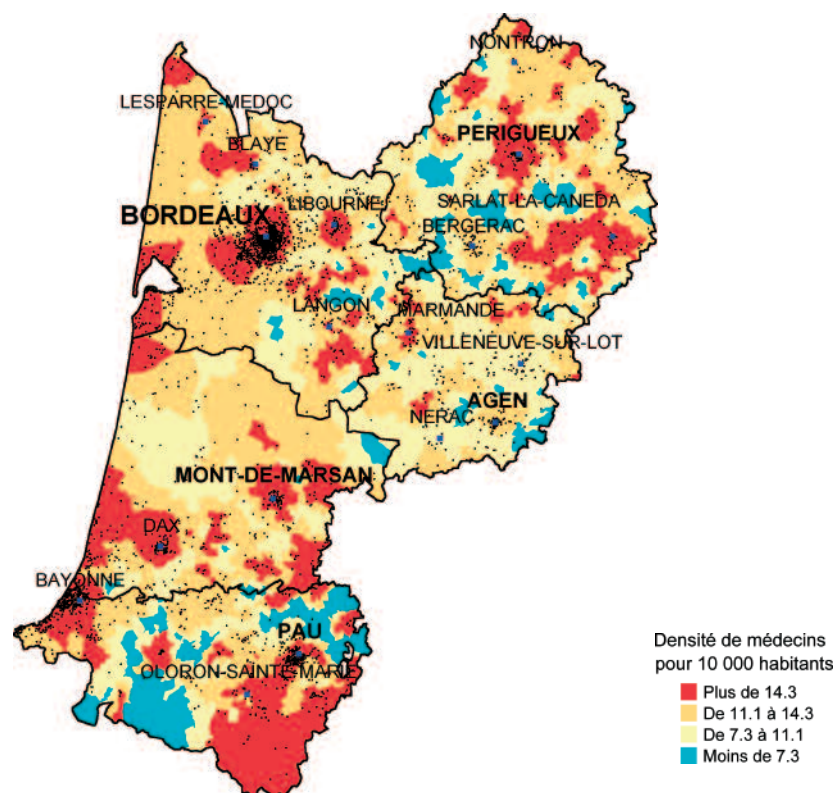 NONTRON
LESPARRE-MEDOC
PERIGUEUX
BLAYE
LIBOURNE
SARLAT-LA-CANEDA
BORDEAUX
BERGERAC
LANGON
MARMANDE
VILLENEUVE-SUR-LOT
AGEN
NERAC
MONT-DE-MARSAN
DAX
BAYONNE
PAU
OLORON-SAINTE-MARIE
Densité de médecins
pour 10 000 habitants
Plus de 14.3
De 11.1 à 14.3
De 7.3 à 11.1
Moins de 7.3